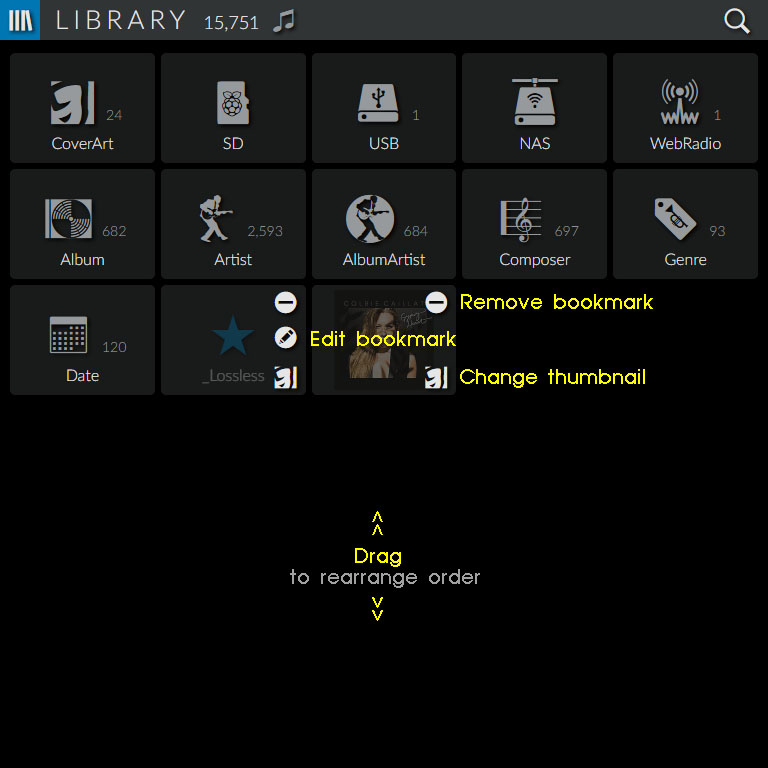 LIBRARY 15,751
24
CoverArt
SD
1
USB
NAS
1
WebRadio
682
Album
2,593
Artist
684
AlbumArtist
697
Composer
93
Genre
120
Date
_Lossless
COLBIE CAILLAT
Remove bookmark
Edit bookmark
Change thumbnail
^
^
Drag
to rearrange order
v
v